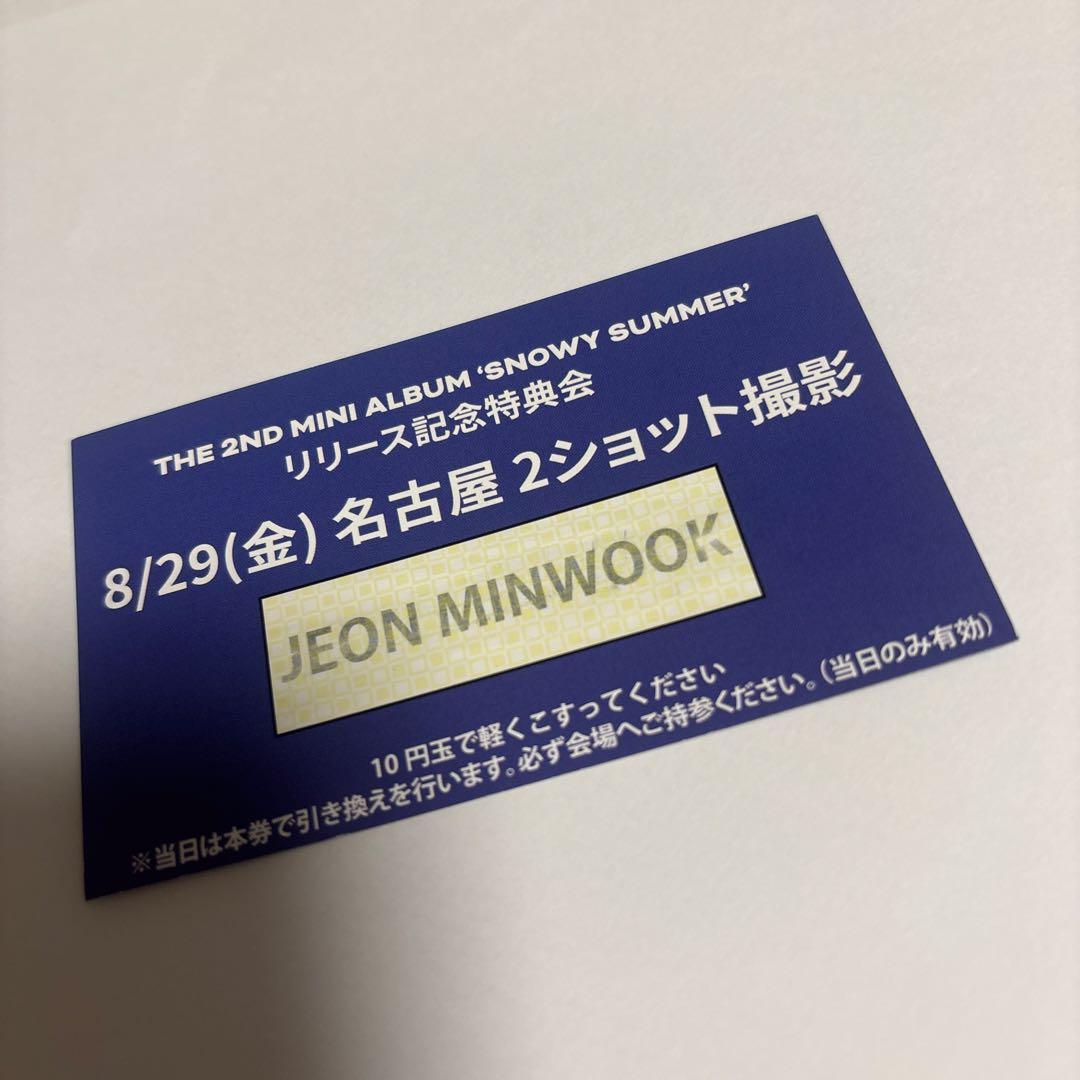 THE 2ND MINI ALBUM ‘SNOWY SUMMER’
リリース記念特典会
8/29(金) 名古屋 2ショット撮影
JEON MINWOOK
10円玉で軽くこすってください
※当日は本券で引き換えを行います。必ず会場へご持参ください。(当日のみ有効)